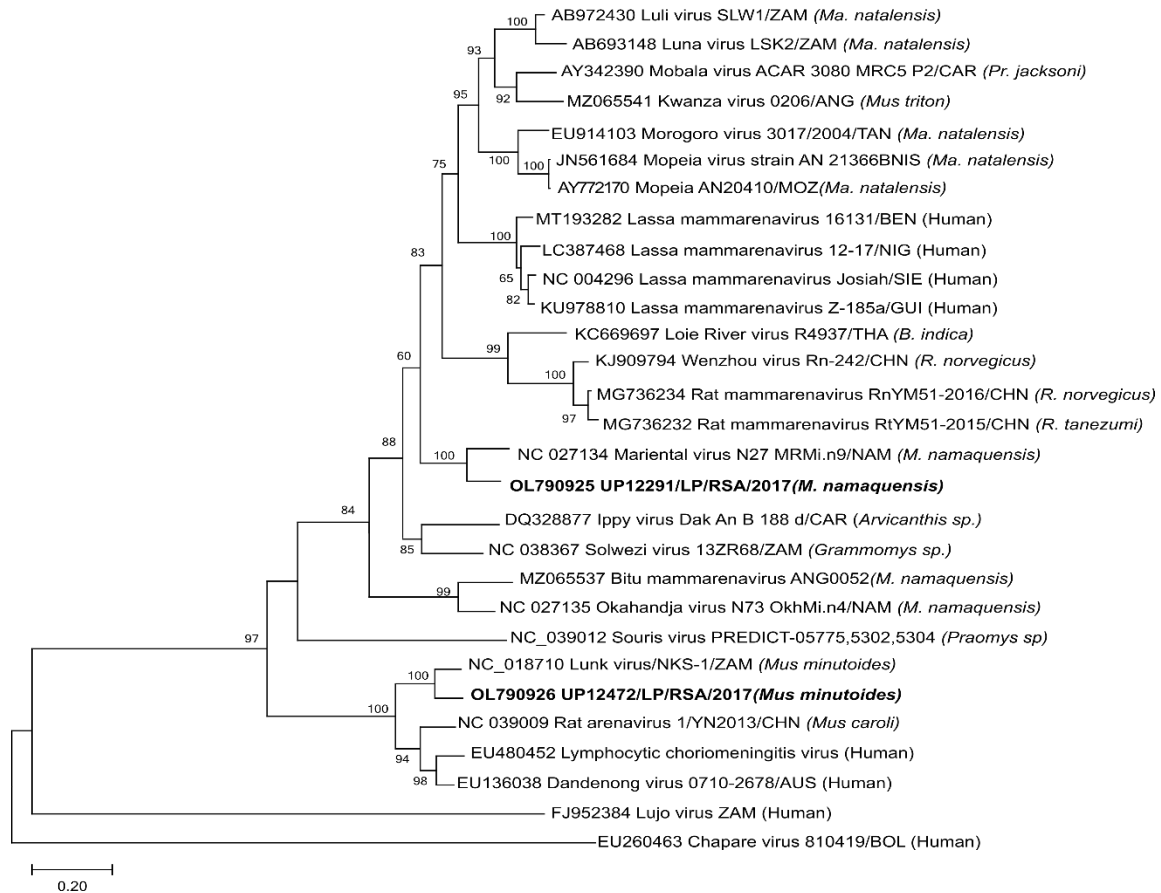 AB972430 Luli virus SLW1/ZAM (Ma. natalensis)
100
AB693148 Luna virus LSK2/ZAM (Ma. natalensis)
93
AY342390 Mobala virus ACAR 3080 MRC5 P2/CAR (Pr. jacksoni)
92
MZ065541 Kwanza virus 0206/ANG (Mus triton)
95
EU914103 Morogoro virus 3017/2004/TAN (Ma. natalensis)
100
100
JN561684 Mopeia virus strain AN 21366BNIS (Ma. natalensis)
75
AY772170 Mopeia AN20410/MOZ(Ma. natalensis)
MT193282 Lassa mammarenavirus 16131/BEN (Human)
100
LC387468 Lassa mammarenavirus 12-17/NIG (Human)
83
65
NC 004296 Lassa mammarenavirus Josiah/SIE (Human)
82
KU978810 Lassa mammarenavirus Z-185a/GUI (Human)
KC669697 Loie River virus R4937/THA (B. indica)
99
60
KJ909794 Wenzhou virus Rn-242/CHN (R. norvegicus)
100
MG736234 Rat mammarenavirus RnYM51-2016/CHN (R. norvegicus)
97
MG736232 Rat mammarenavirus RtYM51-2015/CHN (R. tanezumi)
88
NC 027134 Mariental virus N27 MRMi.n9/NAM (M. namaquensis)
100
OL790925 UP12291/LP/RSA/2017(M. namaquensis)
84
DQ328877 Ippy virus Dak An B 188 d/CAR (Arvicanthis sp.)
85
NC 038367 Solwezi virus 13ZR68/ZAM (Grammomys sp.)
MZ065537 Bitu mammarenavirus ANG0052(M. namaquensis)
99
NC 027135 Okahandja virus N73 OkhMi.n4/NAM (M. namaquensis)
97
NC_039012 Souris virus PREDICT-05775,5302,5304 (Praomys sp)
NC_018710 Lunk virus/NKS-1/ZAM (Mus minutoides)
100
OL790926 UP12472/LP/RSA/2017(Mus minutoides)
100
NC 039009 Rat arenavirus 1/YN2013/CHN (Mus caroli)
94
EU480452 Lymphocytic choriomeningitis virus (Human)
98
EU136038 Dandenong virus 0710-2678/AUS (Human)
FJ952384 Lujo virus ZAM (Human)
EU260463 Chapare virus 810419/BOL (Human)
0.20